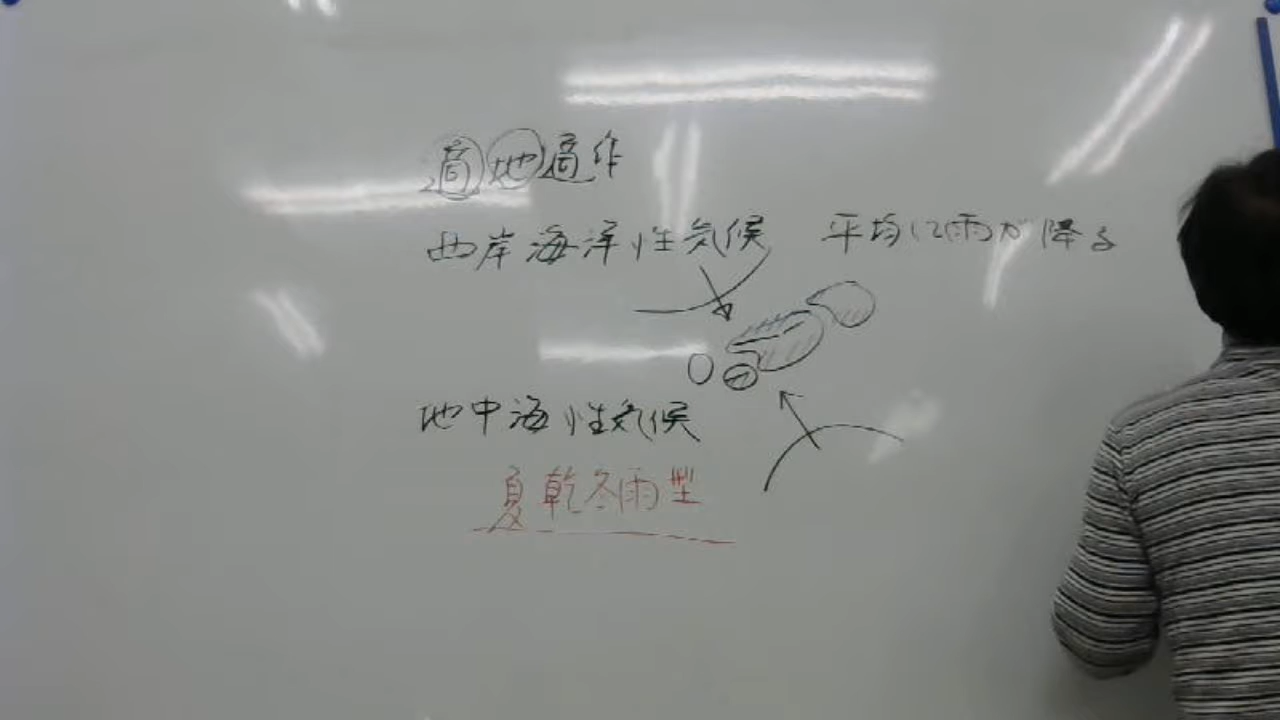 適地適作
西岸海洋性気候 平均に雨が降る
地中海性気候
夏乾冬雨型